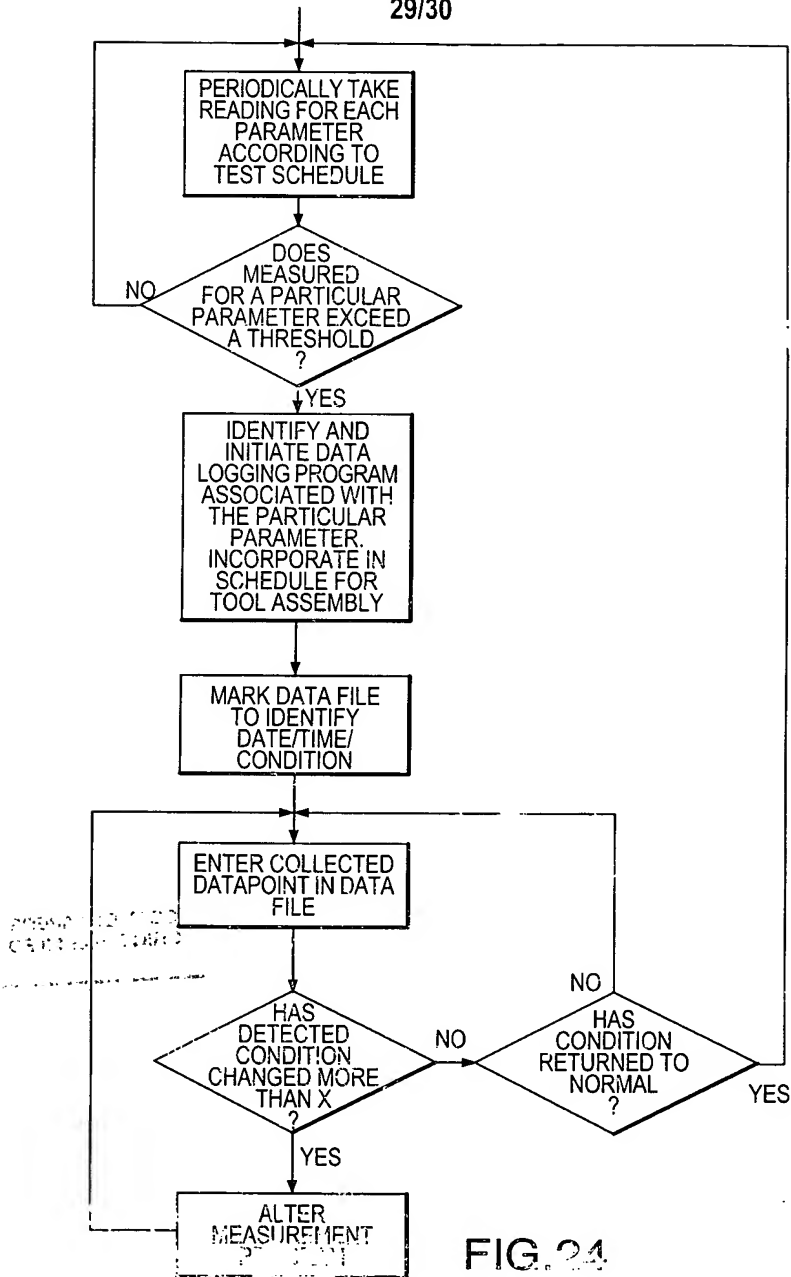 29/30
PERIODICALLY TAKE
READING FOR EACH
PARAMETER
ACCORDING TO
TEST SCHEDULE
DOES
MEASURED
FOR A PARTICULAR
PARAMETER EXCEED
A THRESHOLD
?
NO
YES
IDENTIFY AND
INITIATE DATA
LOGGING PROGRAM
ASSOCIATED WITH
THE PARTICULAR
PARAMETER.
INCORPORATE IN
SCHEDULE FOR
TOOL ASSEMBLY
MARK DATA FILE
TO IDENTIFY
DATE/TIME/
CONDITION
ENTER COLLECTED
DATAPOINT IN DATA
FILE
HAS
DETECTED
CONDITION
CHANGED MORE
THAN X
?
NO
YES
HAS
CONDITION
RETURNED TO
NORMAL
?
NO
YES
ALTER
MEASUREMENT
FIG.24